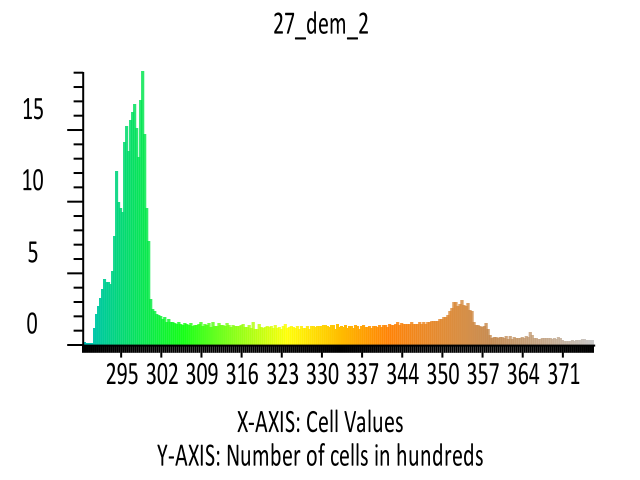 27_dem_2
15
10
5
0
295 302 309 316 323 330 337 344 350 357 364 371
X-AXIS: Cell Values
Y-AXIS: Number of cells in hundreds